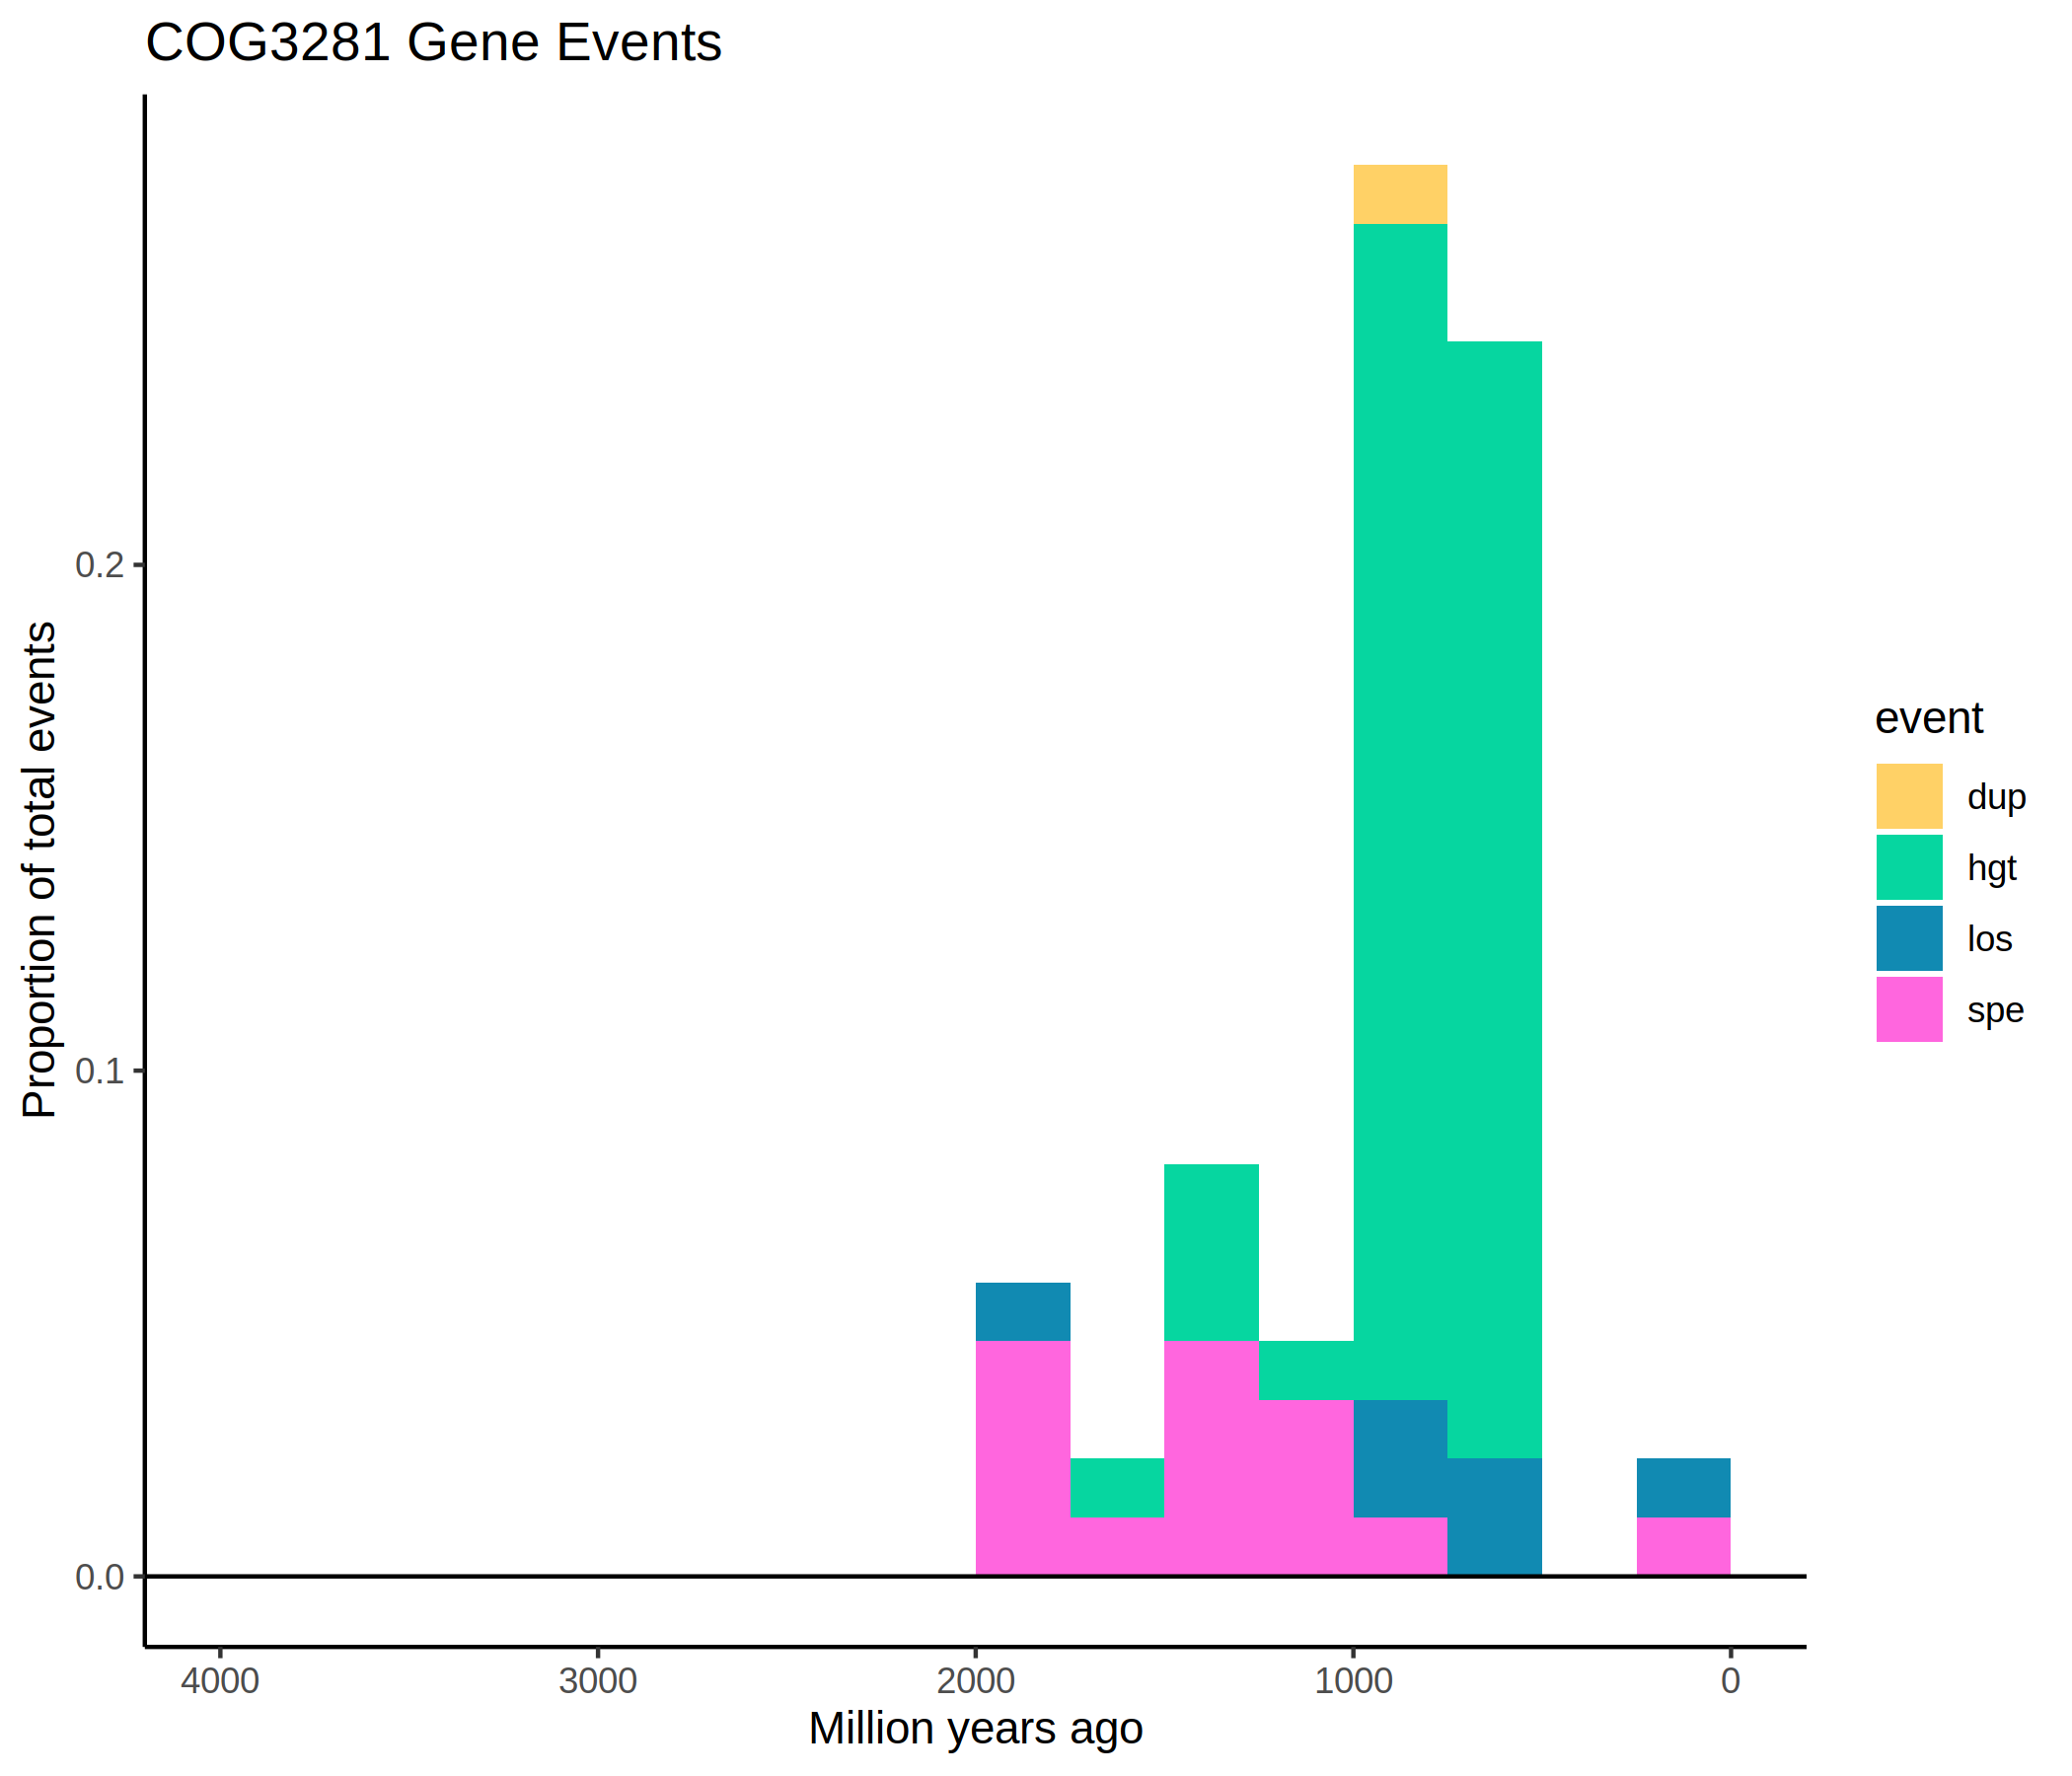 COG3281 Gene Events
Proportion of total events
0.2
0.1
0.0
4000 3000 2000 1000 0
Million years ago
event
dup
hgt
los
spe